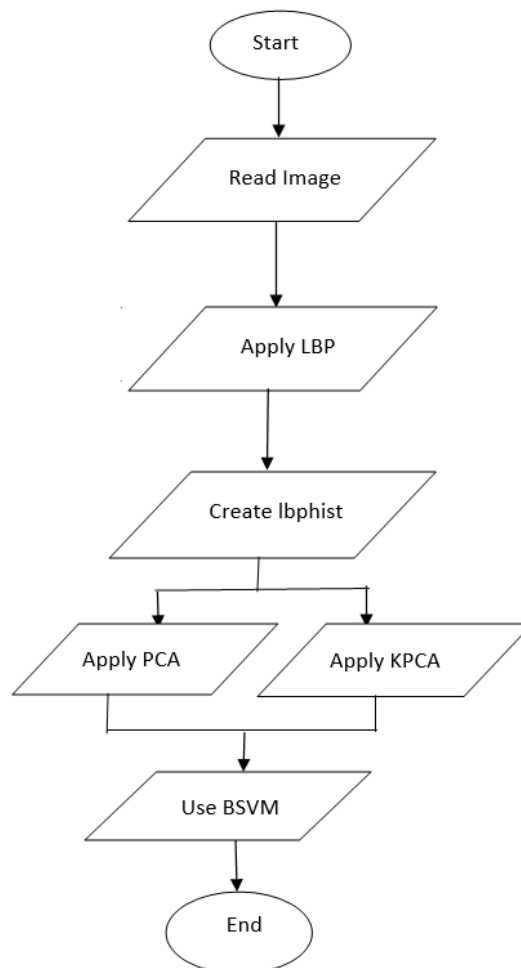 Start
Read Image
Apply LBP
Create lbphist
Apply PCA
Apply KPCA
Use BSVM
End